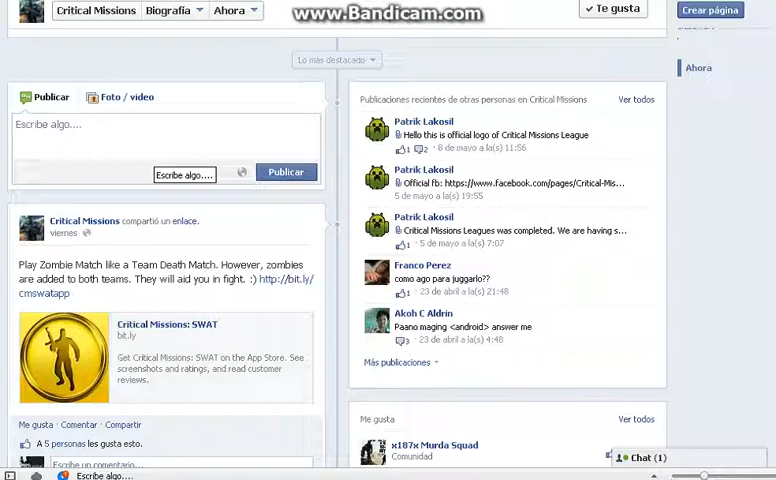 www.Bandicam.com
Critical Missions
Biografía
Ahora
Te gusta
Crear página
Lo más destacado
Ahora
Publicar
Foto / video
Escribe algo....
Escribe algo....
Publicar
Critical Missions compartió un enlace.
viernes
Play Zombie Match like a Team Death Match. However, zombies
are added to both teams. They will aid you in fight. :) http://bit.ly/
cmswatapp
Critical Missions: SWAT
bit.ly
Get Critical Missions: SWAT on the App Store. See
screenshots and ratings, and read customer
reviews.
Me gusta · Comentar · Compartir
A 5 personas les gusta esto.
Escribe un comentario...
Publicaciones recientes de otras personas en Critical Missions
Ver todos
Patrik Lakosil
Hello this is official logo of Critical Missions League
1 2 · 8 de mayo a la(s) 11:56
Patrik Lakosil
Official fb: https://www.facebook.com/pages/Critical-Mis...
5 de mayo a la(s) 19:55
Patrik Lakosil
Critical Missions Leagues was completed. We are having s...
1 · 5 de mayo a la(s) 7:07
Franco Perez
como ago para juggarlo??
1 · 23 de abril a la(s) 21:48
Akoh C Aldrin
Paano maging <android> answer me
3 · 23 de abril a la(s) 4:48
Más publicaciones
Me gusta
Ver todos
x187x Murda Squad
Comunidad
Chat (1)
Escribe algo....